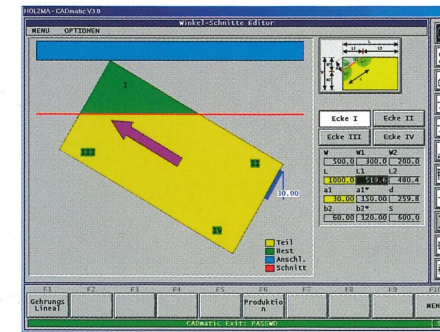 HOLZMA - CADmatic V3.0
Winkel-Schnitte Editor
MENU OPTIONEN
I
III
II
IV
30.00
Teil
Rest
Anschl.
Schnitt
Ecke I Ecke II
Ecke III Ecke IV
W W1 W2
500.0 300.0 200.0
L L1 L2
1000.0 519.6 480.4
a1 a1* d
30.00 150.00 259.8
b2 b2* S
60.00 120.00 600.0
F1 F2 F3 F4 F5 F6 F7 F8 F9 F10
Gehrungs Produktio MEN
Lineal n
CADmatic Exit: PASSWD